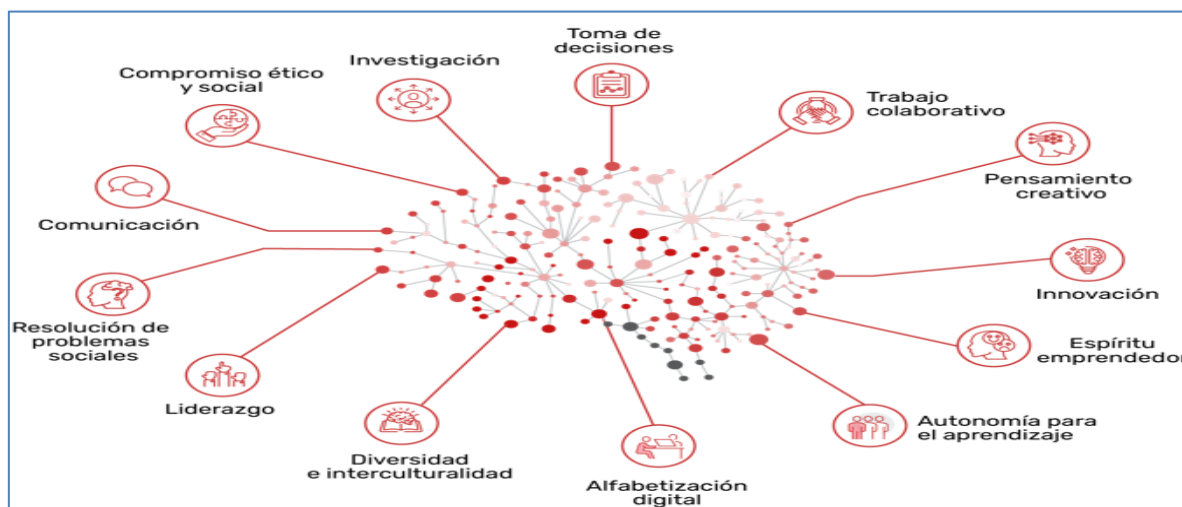 Toma de
decisiones
Investigación
Compromiso ético
y social
Trabajo
colaborativo
Pensamiento
creativo
Comunicación
Innovación
Resolución de
problemas
sociales
Espíritu
emprendedor
Liderazgo
Autonomía para
el aprendizaje
Diversidad
e interculturalidad
Alfabetización
digital